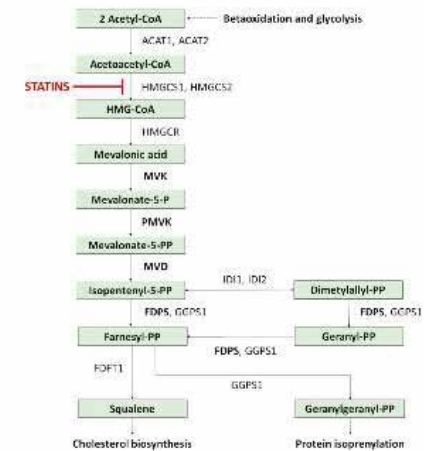 2 Acetyl-CoA
Betaoxidation and glycolysis
ACAT1, ACAT2
Acetoacetyl-CoA
STATINS
HMGCS1, HMGCS2
HMG-CoA
HMGCR
Mevalonic acid
MVK
Mevalonate-5-P
PMVK
Mevalonate-5-PP
MVD
IDI1, IDI2
Isopentenyl-5-PP
Dimetylallyl-PP
FDPS, GGPS1
FDPS, GGPS1
Farnesyl-PP
Geranyl-PP
FDPS, GGPS1
FDFT1
GGPS1
Squalene
Geranylgeranyl-PP
Cholesterol biosynthesis
Protein isoprenylation